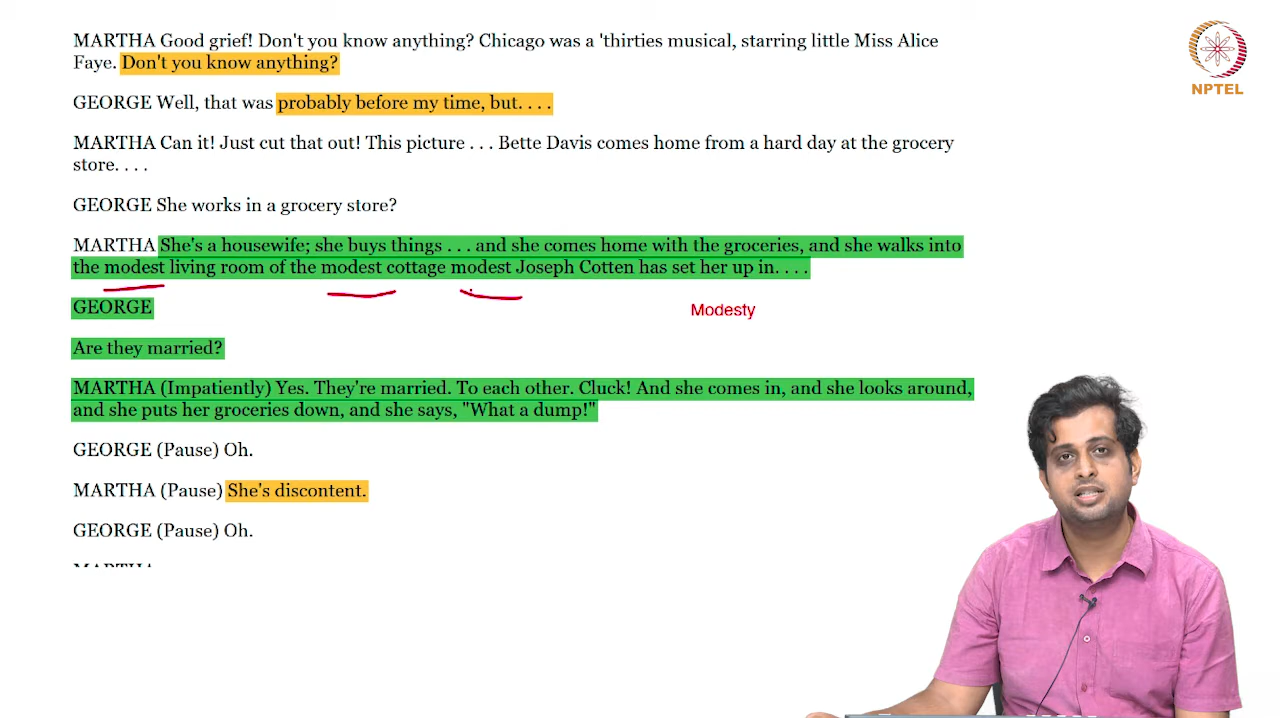 MARTHA Good grief! Don't you know anything? Chicago was a 'thirties musical, starring little Miss Alice
Faye. Don't you know anything?
GEORGE Well, that was probably before my time, but. . . .
MARTHA Can it! Just cut that out! This picture . . . Bette Davis comes home from a hard day at the grocery
store. . . .
GEORGE She works in a grocery store?
MARTHA She's a housewife; she buys things . . . and she comes home with the groceries, and she walks into
the modest living room of the modest cottage modest Joseph Cotten has set her up in. . . .
GEORGE
Are they married?
MARTHA (Impatiently) Yes. They're married. To each other. Cluck! And she comes in, and she looks around,
and she puts her groceries down, and she says, "What a dump!"
GEORGE (Pause) Oh.
MARTHA (Pause) She's discontent.
GEORGE (Pause) Oh.
MARTHA
Modesty
NPTEL